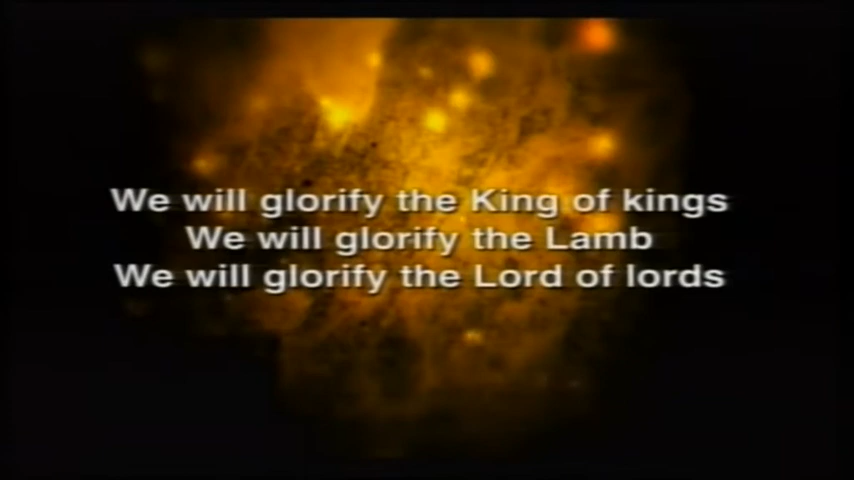 We will glorify the King of kings
We will glorify the Lamb
We will glorify the Lord of lords